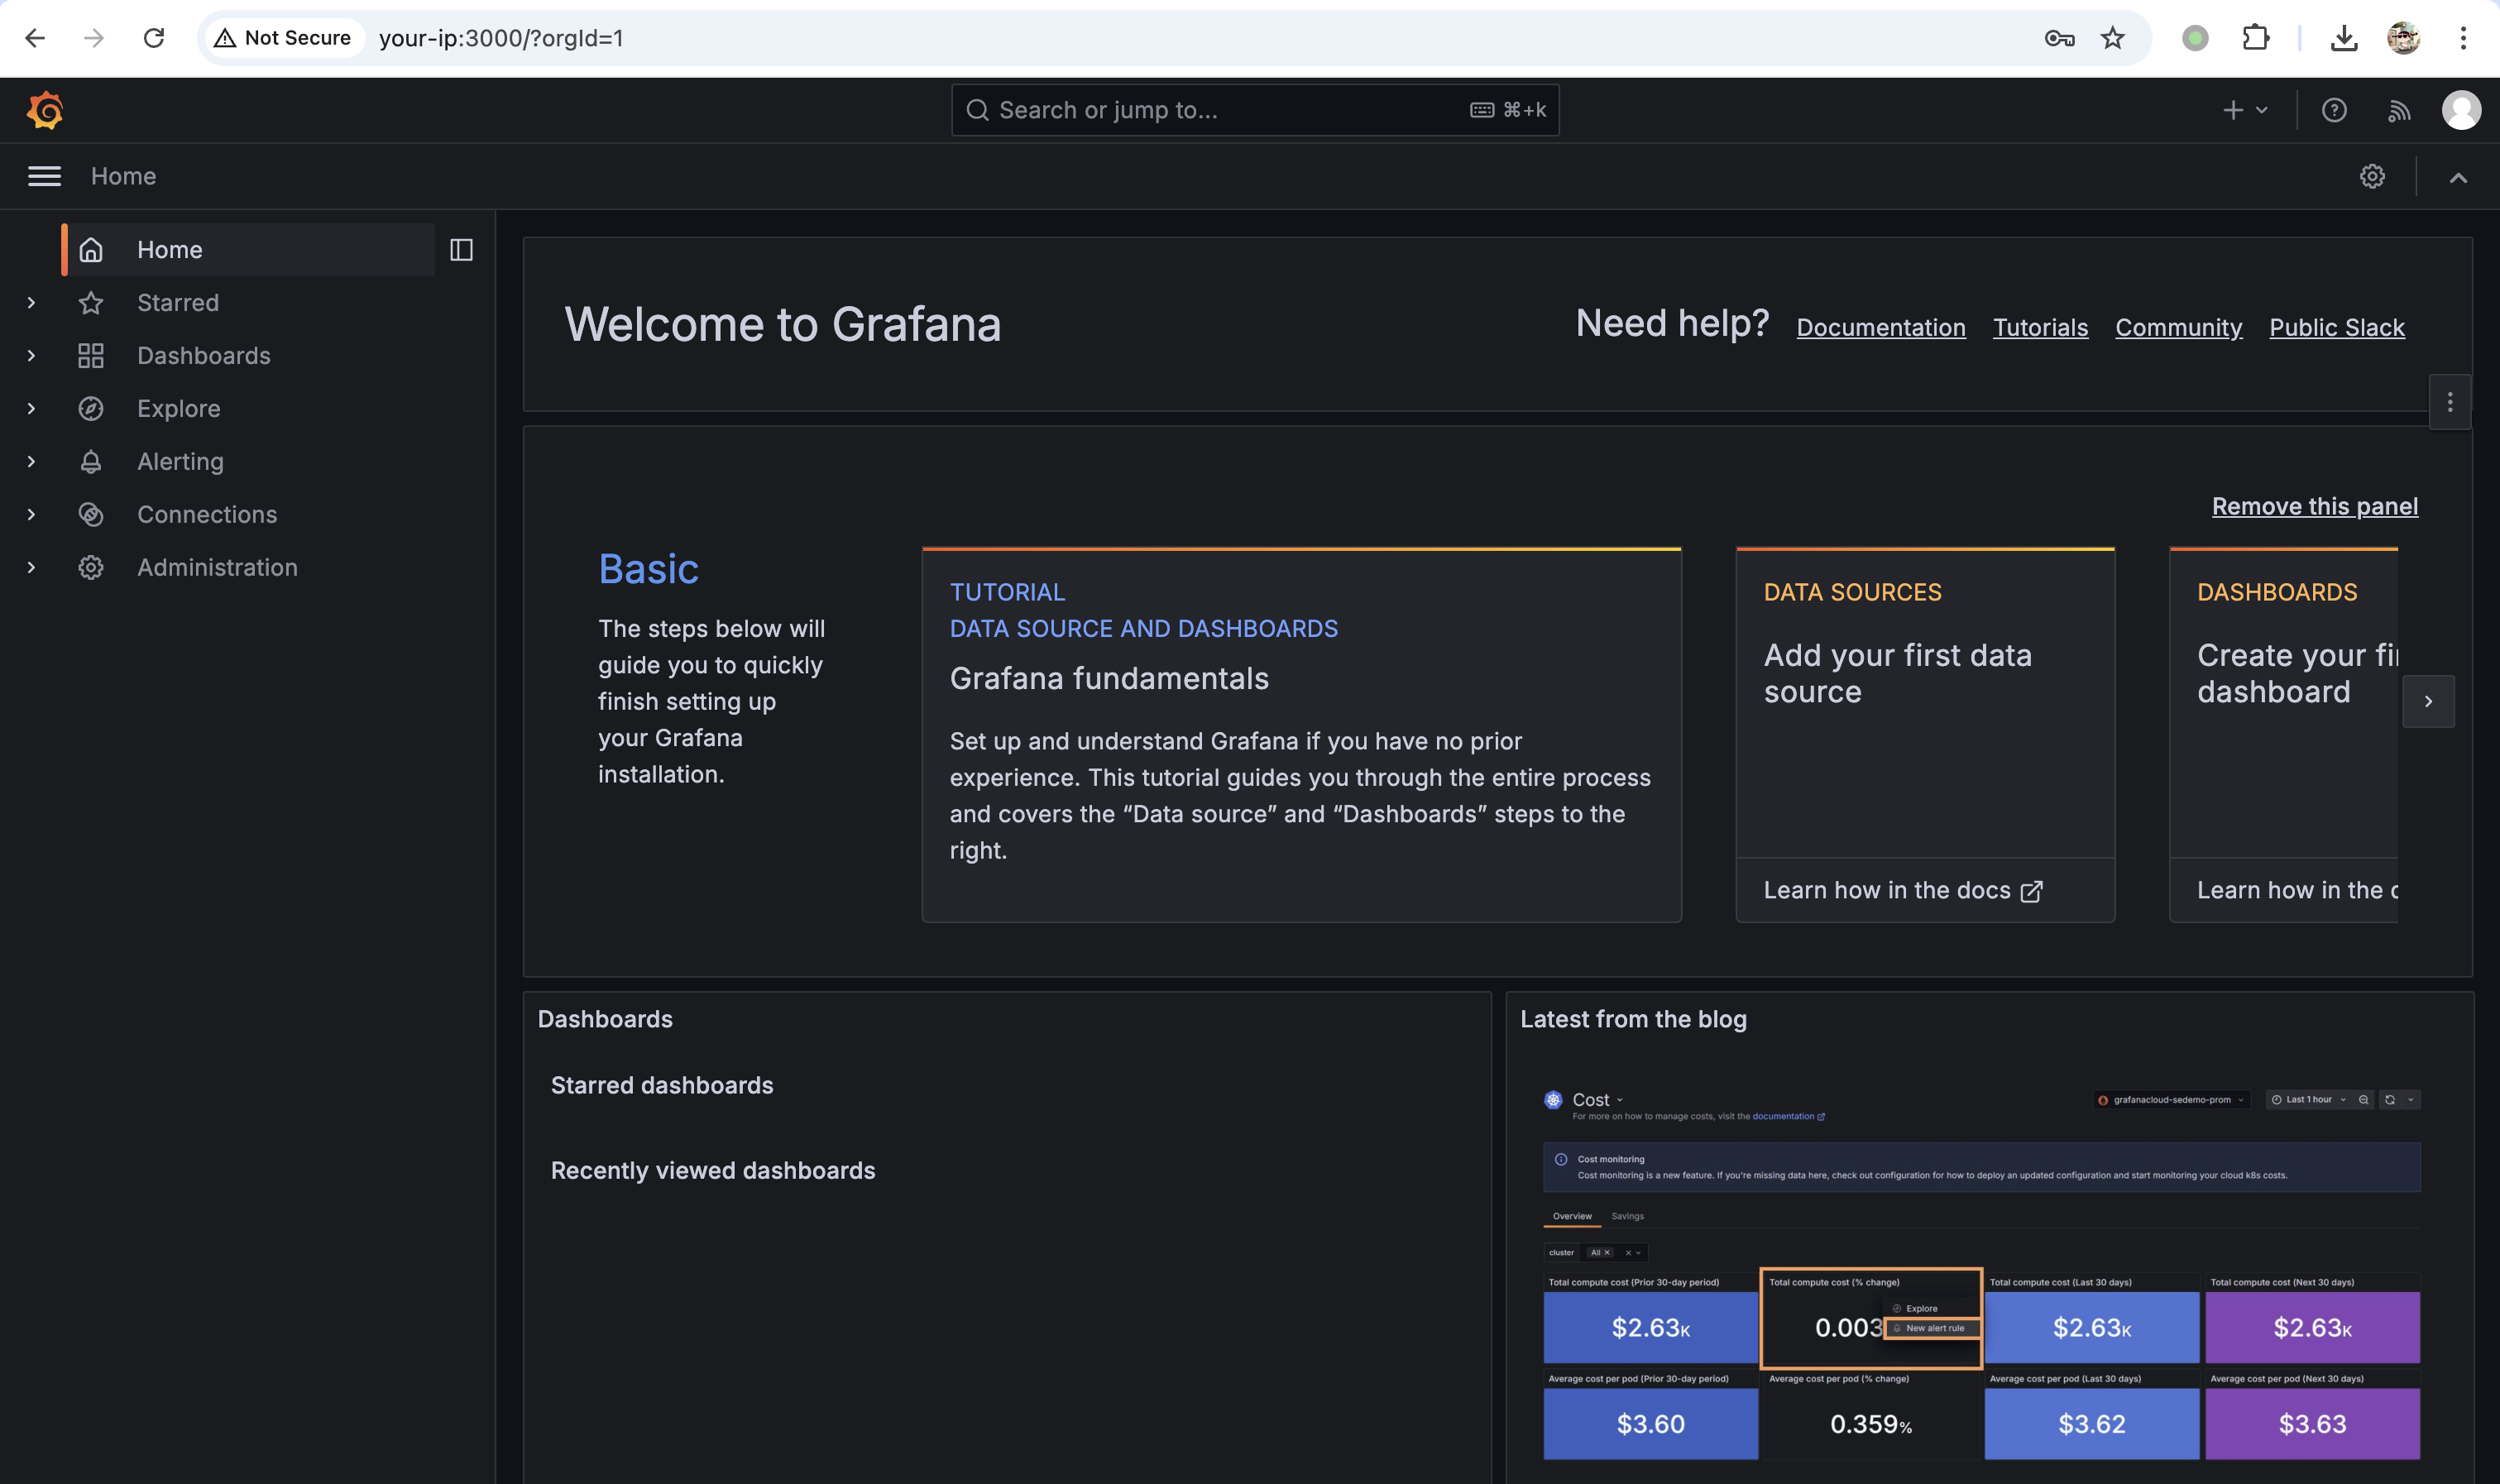 Not Secure
your-ip:3000/?orgId=1
Search or jump to...
⌘+k
Home
Home
Starred
Dashboards
Explore
Alerting
Connections
Administration
Welcome to Grafana
Need help?
Documentation
Tutorials
Community
Public Slack
Remove this panel
Basic
The steps below will
guide you to quickly
finish setting up
your Grafana
installation.
TUTORIAL
DATA SOURCE AND DASHBOARDS
Grafana fundamentals
Set up and understand Grafana if you have no prior
experience. This tutorial guides you through the entire process
and covers the “Data source” and “Dashboards” steps to the
right.
DATA SOURCES
Add your first data
source
Learn how in the docs
DASHBOARDS
Create your fi
dashboard
Learn how in the
Dashboards
Starred dashboards
Recently viewed dashboards
Latest from the blog
Cost
For more on how to manage costs, visit the documentation
grafanacloud-sedemo-prom
Last 1 hour
Cost monitoring
Cost monitoring is a new feature. If you're missing data here, check out configuration for how to deploy an updated configuration and start monitoring your cloud k8s costs.
Overview
Savings
cluster
All
Total compute cost (Prior 30-day period)
$2.63K
Total compute cost (% change)
0.003
Explore
New alert rule
Total compute cost (Last 30 days)
$2.63K
Total compute cost (Next 30 days)
$2.63K
Average cost per pod (Prior 30-day period)
$3.60
Average cost per pod (% change)
0.359%
Average cost per pod (Last 30 days)
$3.62
Average cost per pod (Next 30 days)
$3.63